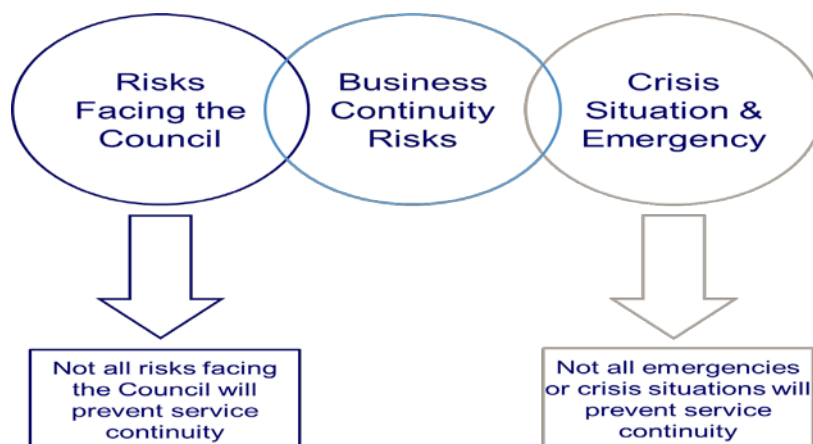 Risks
Facing the
Council
Business
Continuity
Risks
Crisis
Situation &
Emergency
Not all risks facing
the Council will
prevent service
continuity
Not all emergencies
or crisis situations will
prevent service
continuity